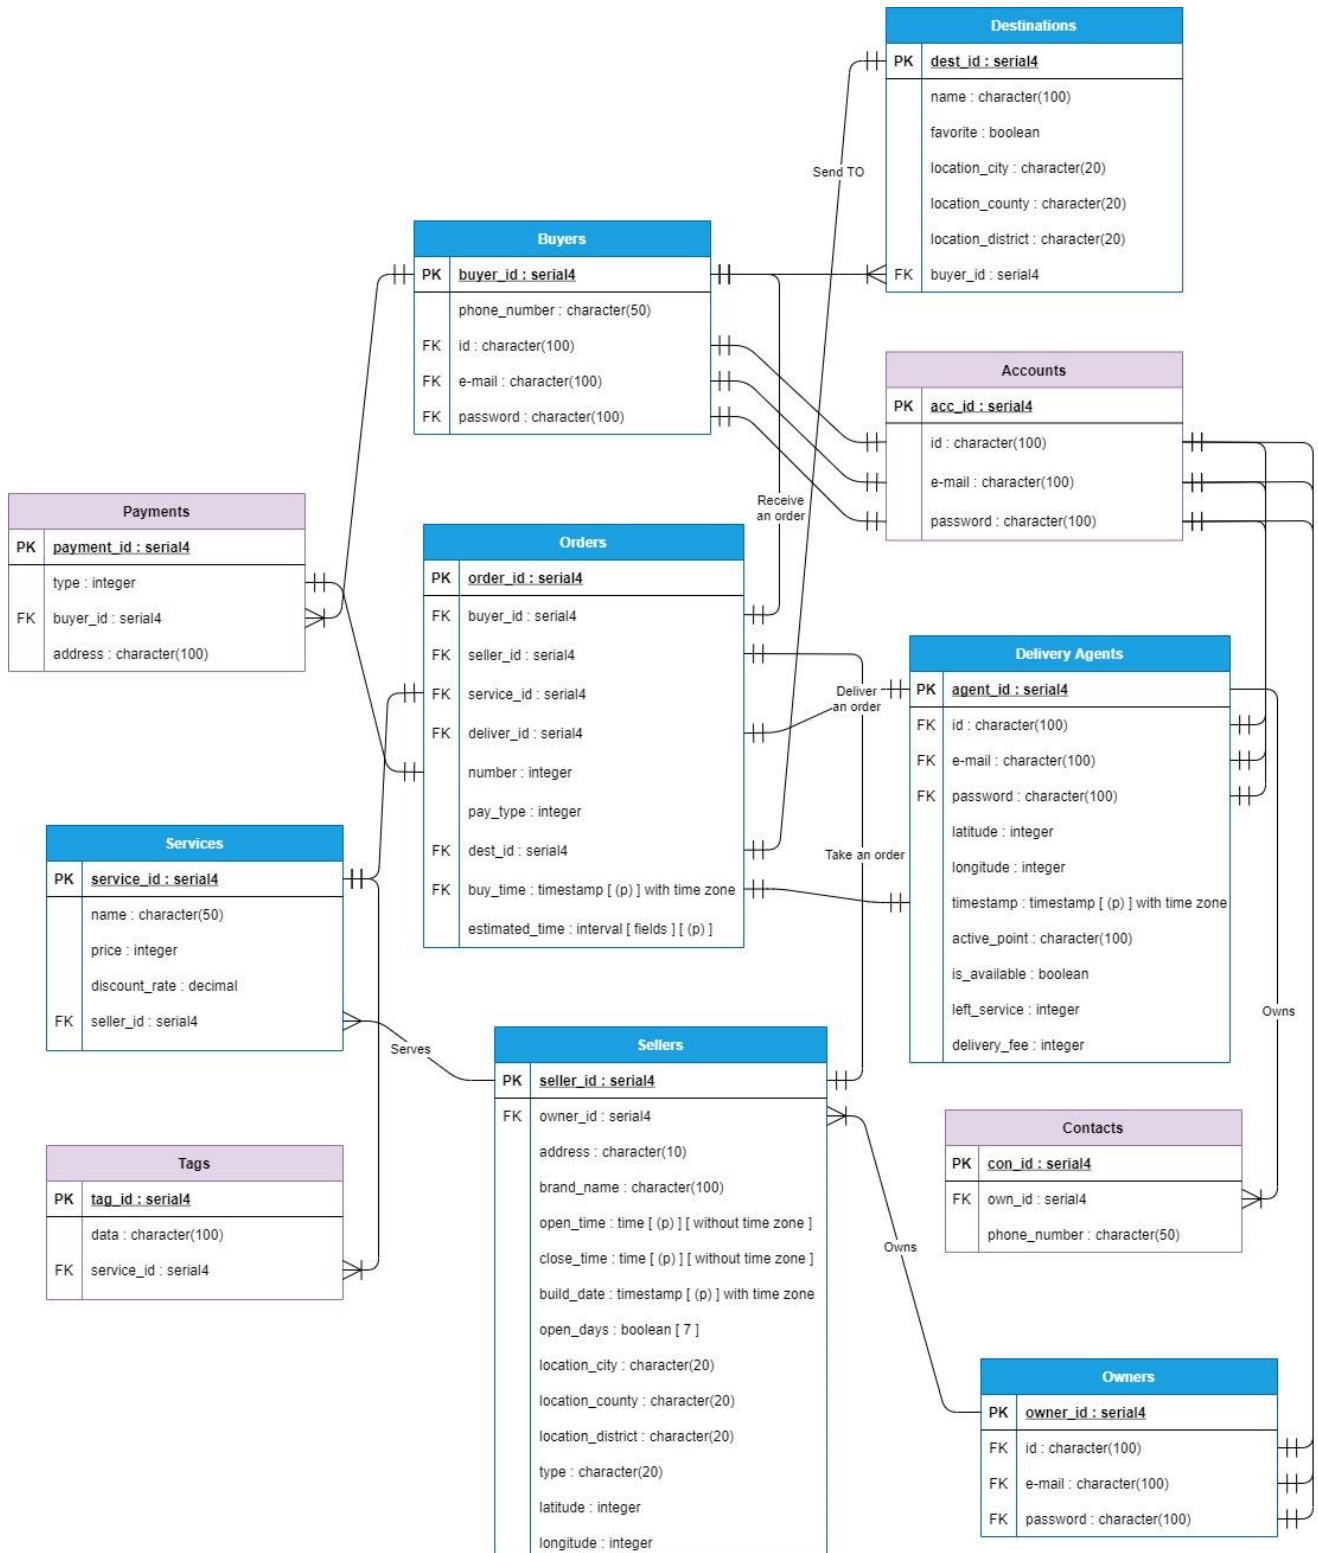 Destinations
PK dest_id : serial4
name : character(100)
favorite : boolean
location_city : character(20)
location_county : character(20)
location_district : character(20)
FK buyer_id : serial4
Send TO
Buyers
PK buyer_id : serial4
phone_number : character(50)
FK id : character(100)
FK e-mail : character(100)
FK password : character(100)
Accounts
PK acc_id : serial4
id : character(100)
e-mail : character(100)
password : character(100)
Receive
an order
Payments
PK payment_id : serial4
type : integer
FK buyer_id : serial4
address : character(100)
Orders
PK order_id : serial4
FK buyer_id : serial4
FK seller_id : serial4
FK service_id : serial4
FK deliver_id : serial4
number : integer
pay_type : integer
FK dest_id : serial4
FK buy_time : timestamp [ (p) ] with time zone
estimated_time : interval [ fields ] [ (p) ]
Deliver
an order
Take an order
Delivery Agents
PK agent_id : serial4
FK id : character(100)
FK e-mail : character(100)
FK password : character(100)
latitude : integer
longitude : integer
timestamp : timestamp [ (p) ] with time zone
active_point : character(100)
is_available : boolean
left_service : integer
delivery_fee : integer
Owns
Services
PK service_id : serial4
name : character(50)
price : integer
discount_rate : decimal
FK seller_id : serial4
Serves
Sellers
PK seller_id : serial4
FK owner_id : serial4
address : character(10)
brand_name : character(100)
open_time : time [ (p) ] [ without time zone ]
close_time : time [ (p) ] [ without time zone ]
build_date : timestamp [ (p) ] with time zone
open_days : boolean [ 7 ]
location_city : character(20)
location_county : character(20)
location_district : character(20)
type : character(20)
latitude : integer
longitude : integer
Owns
Contacts
PK con_id : serial4
FK own_id : serial4
phone_number : character(50)
Tags
PK tag_id : serial4
data : character(100)
FK service_id : serial4
Owners
PK owner_id : serial4
FK id : character(100)
FK e-mail : character(100)
FK password : character(100)